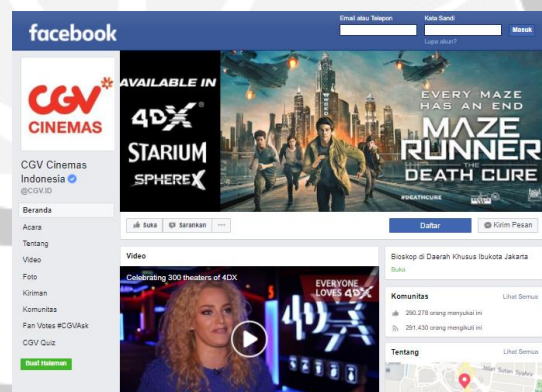 facebook
Email atau Telepon
Kata Sandi
Masuk
Lupa akun?
CGV*
CINEMAS
CGV Cinemas
Indonesia
@CGV.ID
Beranda
Acara
Tentang
Video
Foto
Kiriman
Komunitas
Fan Votes #CGVAsk
CGV Quiz
Buat Halaman
AVAILABLE IN
4DX
STARIUM
SPHEREX
EVERY MAZE
HAS AN END
MAZE
RUNNER
THE
DEATH CURE
#DEATHCURE
Suka
Sarankan
Daftar
Kirim Pesan
Video
Celebrating 300 theaters of 4DX
EVERYONE
LOVES 4DX
4DX
Bioskop di Daerah Khusus Ibukota Jakarta
Buka
Komunitas
Lihat Semua
290.278 orang menyukai ini
291.430 orang mengikuti ini
Tentang
Lihat Semua